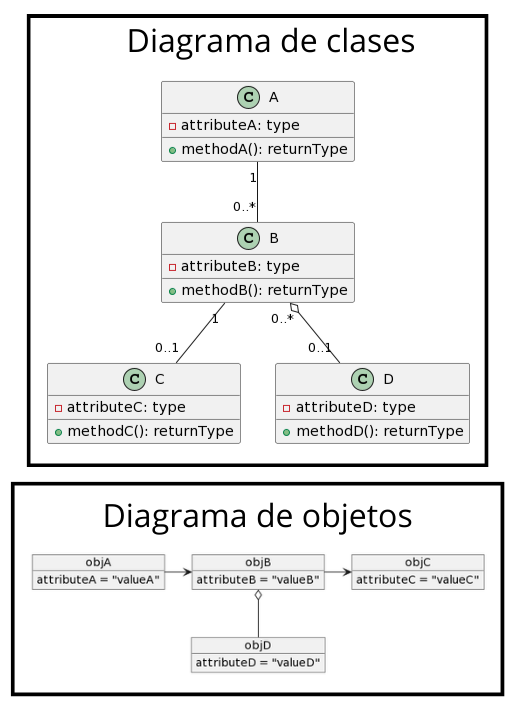 Diagrama de clases
C A
attributeA: type
methodA(): returnType
1
0..*
C B
attributeB: type
methodB(): returnType
1 0..*
0..1 0..1
C C C D
attributeC: type attributeD: type
methodC(): returnType methodD(): returnType
Diagrama de objetos
objA objB objC
attributeA = "valueA" attributeB = "valueB" attributeC = "valueC"
objD
attributeD = "valueD"